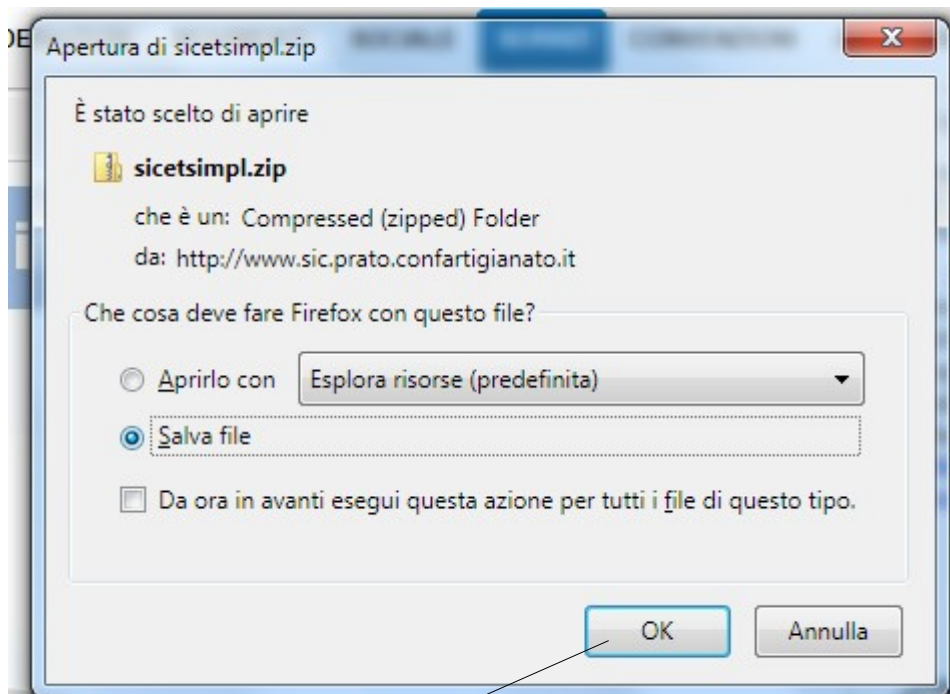 DE
Apertura di sicetsimpl.zip
È stato scelto di aprire
sicetsimpl.zip
che è un: Compressed (zipped) Folder
da: http://www.sic.prato.confartigianato.it
Che cosa deve fare Firefox con questo file?
Aprirlo con Esplora risorse (predefinita)
Salva file
Da ora in avanti esegui questa azione per tutti i file di questo tipo.
OK Annulla